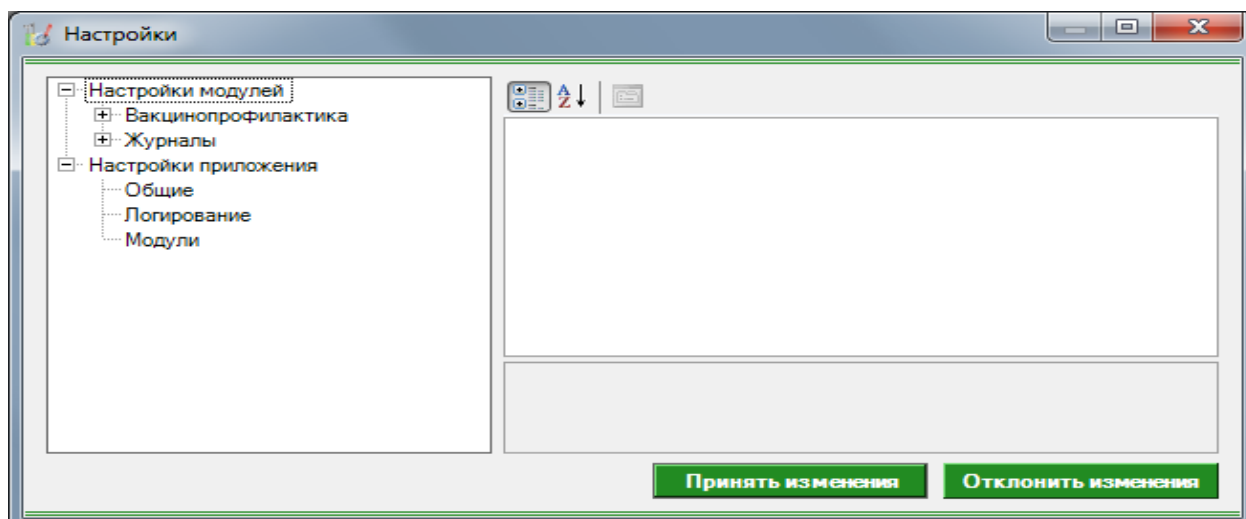 Настройки
Настройки модулей
Вакцинопрофилактика
Журналы
Настройки приложения
Общие
Логирование
Модули
Принять изменения
Отклонить изменения